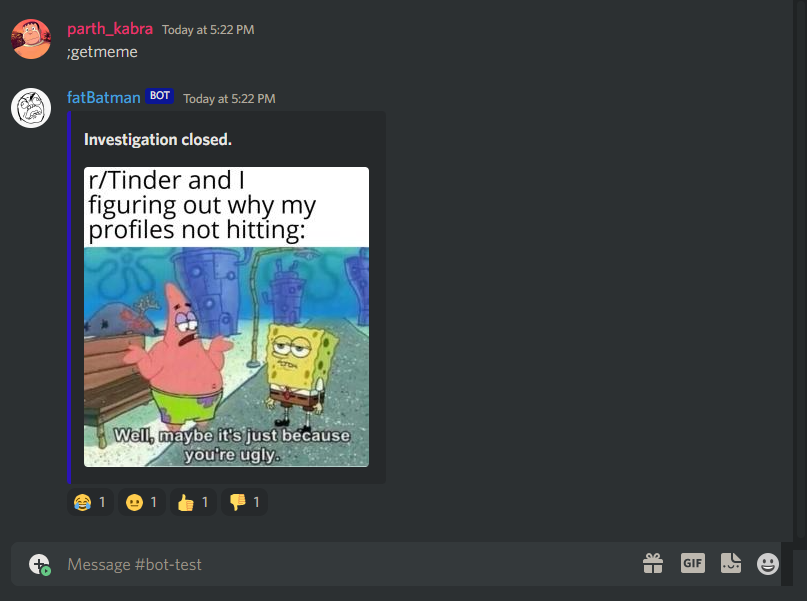 parth_kabra Today at 5:22 PM
;getmeme
fatBatman BOT Today at 5:22 PM
Investigation closed.
r/Tinder and I
figuring out why my
profiles not hitting:
Well, maybe it's just because
you're ugly.
1 1 1 1
Message #bot-test
GIF